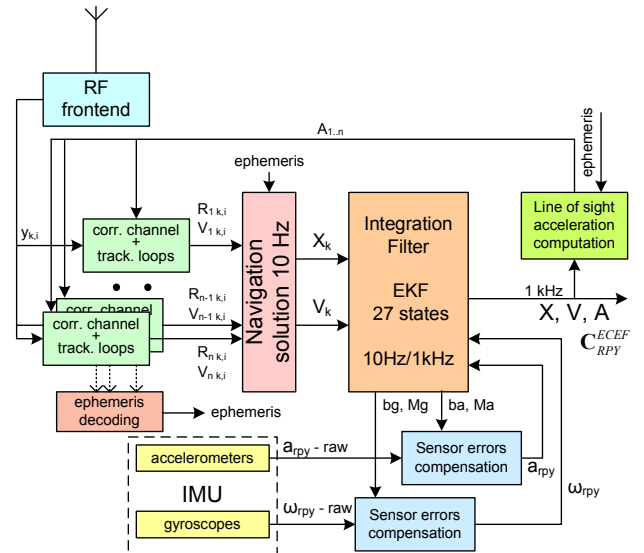 RF
frontend
A1..n
ephemeris
ephemeris
yk,i
R1 k,i
V1 k,i
corr. channel
+
track. loops
Navigation
solution 10 Hz
Xk
Vk
Integration
Filter
EKF
27 states
10Hz/1kHz
Line of sight
acceleration
computation
1 kHz
X, V, A
C ECEF RPY
corr. channel
Rn-1 k,i
Vn-1 k,i
corr. channel
+
track. loops
Rn k,i
Vn k,i
ephemeris
decoding
ephemeris
bg, Mg
ba, Ma
accelerometers
arpy - raw
Sensor errors
compensation
arpy
IMU
gyroscopes
ωrpy - raw
Sensor errors
compensation
ωrpy